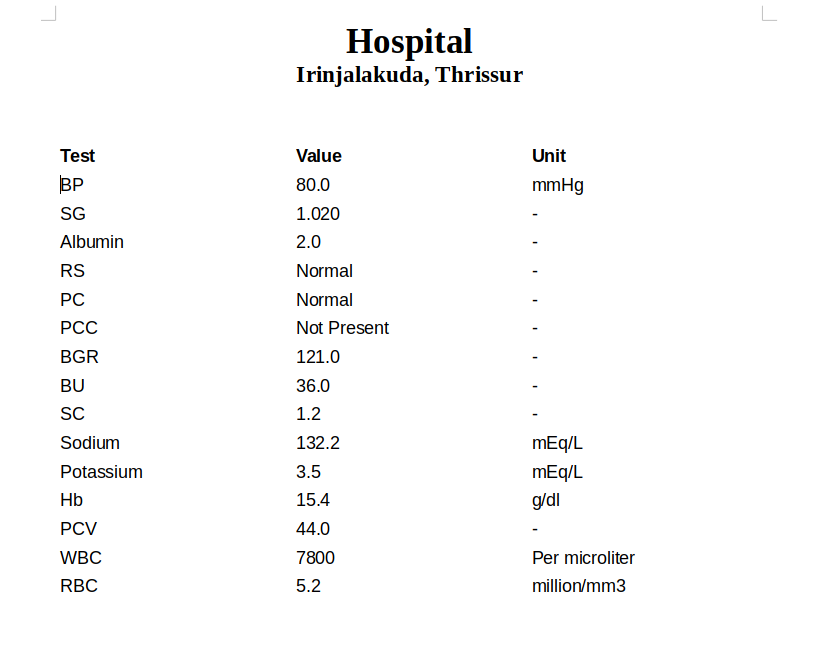 Hospital
Irinjalakuda, Thrissur
Test Value Unit
BP 80.0 mmHg
SG 1.020 -
Albumin 2.0 -
RS Normal -
PC Normal -
PCC Not Present -
BGR 121.0 -
BU 36.0 -
SC 1.2 -
Sodium 132.2 mEq/L
Potassium 3.5 mEq/L
Hb 15.4 g/dl
PCV 44.0 -
WBC 7800 Per microliter
RBC 5.2 million/mm3